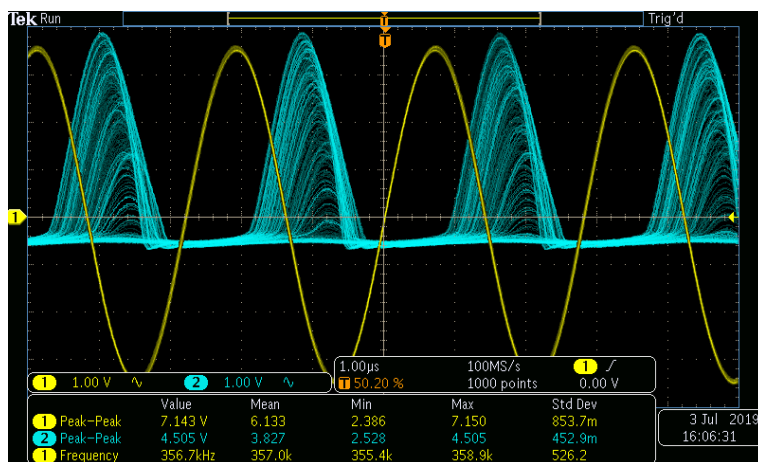 Tek Run Trig'd
T
T
1
1 1.00 V 2 1.00 V
1.00µs 100MS/s 1
T 50.20 % 1000 points 0.00 V
Value Mean Min Max Std Dev
1 Peak–Peak 7.143 V 6.133 2.386 7.150 853.7m
2 Peak–Peak 4.505 V 3.827 2.528 4.505 452.9m
1 Frequency 356.7kHz 357.0k 355.4k 358.9k 526.2
3 Jul 2019
16:06:31